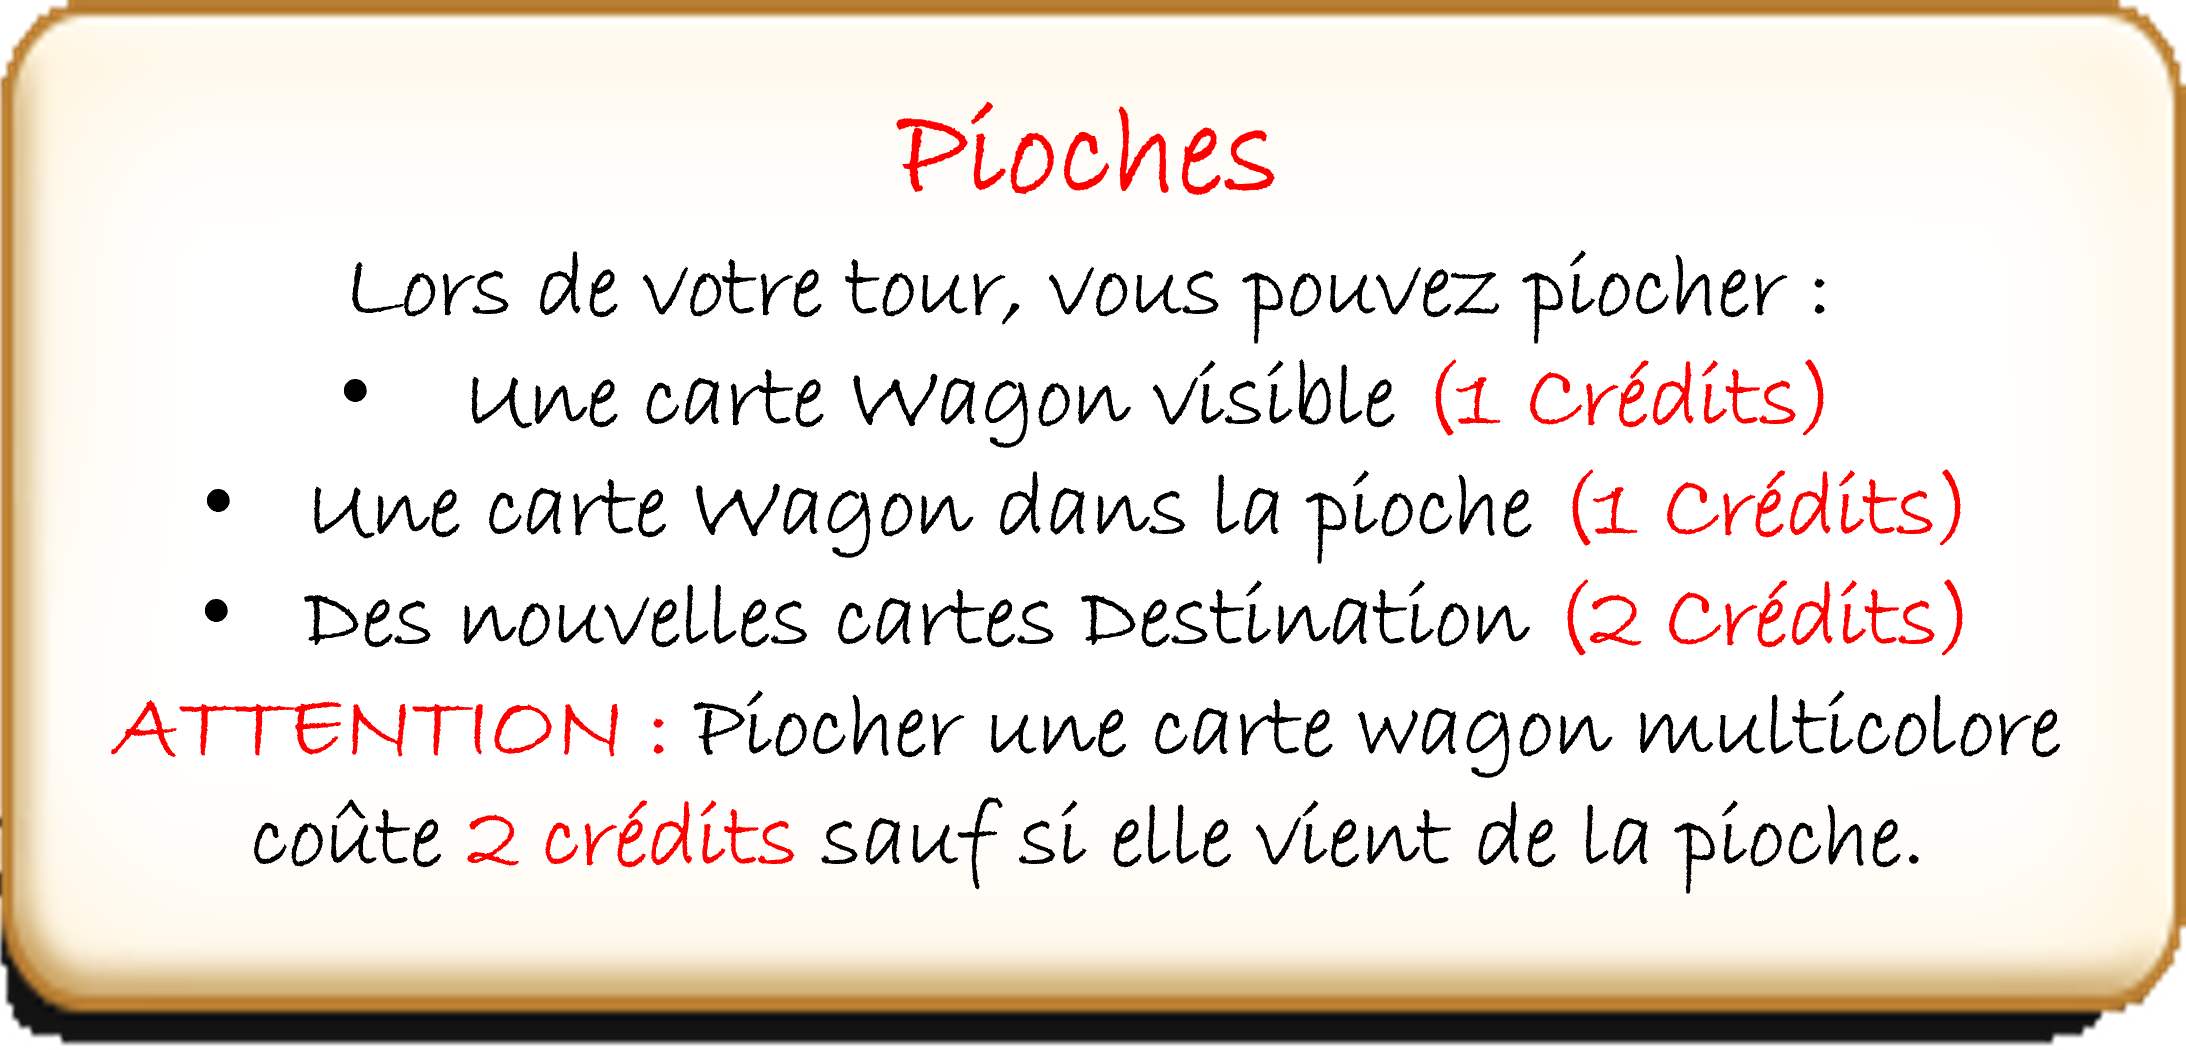 Pioches
Lors de votre tour, vous pouvez piocher :
• Une carte Wagon visible (1 Crédits)
• Une carte Wagon dans la pioche (1 Crédits)
• Des nouvelles cartes Destination (2 Crédits)
ATTENTION : Piocher une carte wagon multicolore
coûte 2 crédits sauf si elle vient de la pioche.